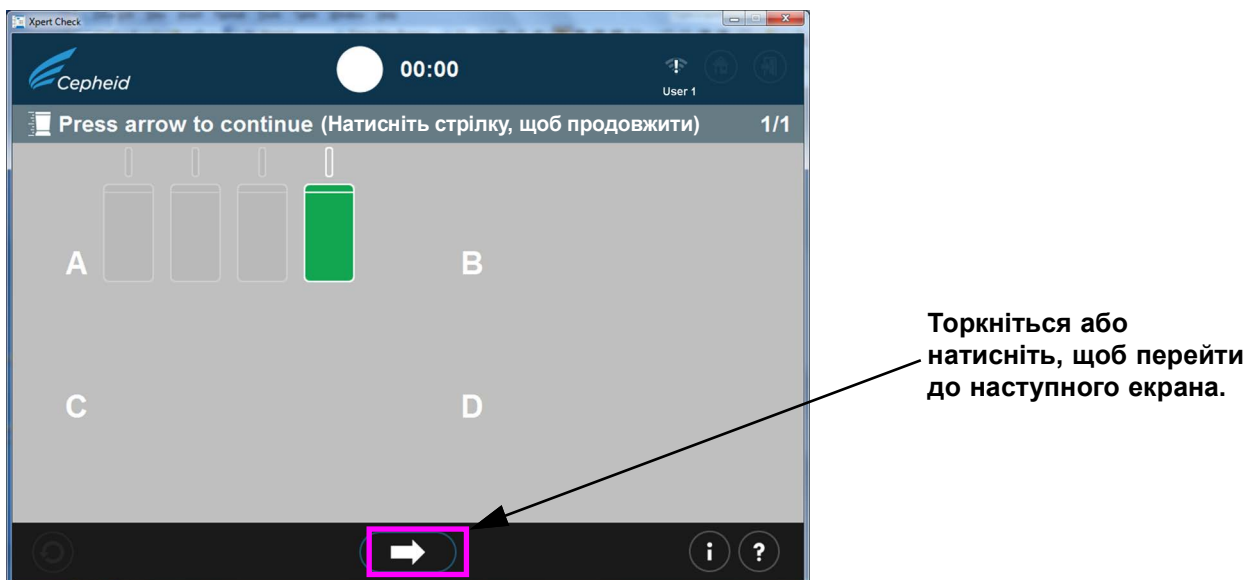 Xpert Check
Cepheid
00:00
User 1
Press arrow to continue (Натисніть стрілку, щоб продовжити) 1/1
A
B
C
D
i ?
Торкніться або
натисніть, щоб перейти
до наступного екрана.